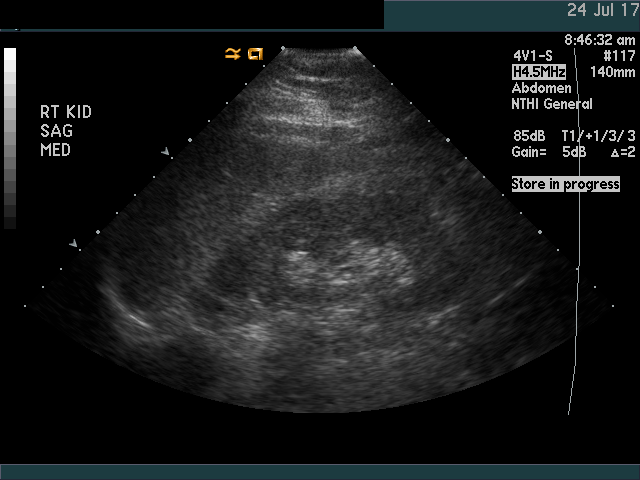 24 Jul 17
8:46:32 am
4V1-S #117
H4.5MHz 140mm
Abdomen
NTHI General
85dB T1/+1/3/3
Gain= 5dB Δ=2
Store in progress
RT KID
SAG
MED